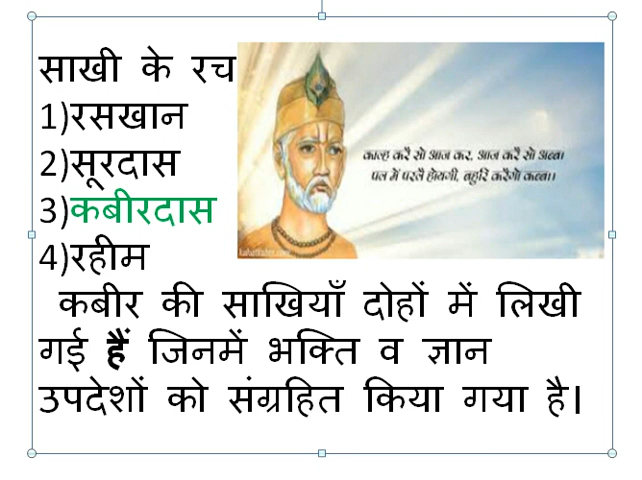 साखी के रच
1)रसखान
2)सूरदास
3)कबीरदास
4)रहीम
काल्ह करै सो आज कर, आज करै सो अब्ब।
पल में परलै होयगी, बहुरि करैगो कब्ब।।
कबीर की साखियाँ दोहों में लिखी
गई हैं जिनमें भक्ति व ज्ञान
उपदेशों को संग्रहित किया गया है।